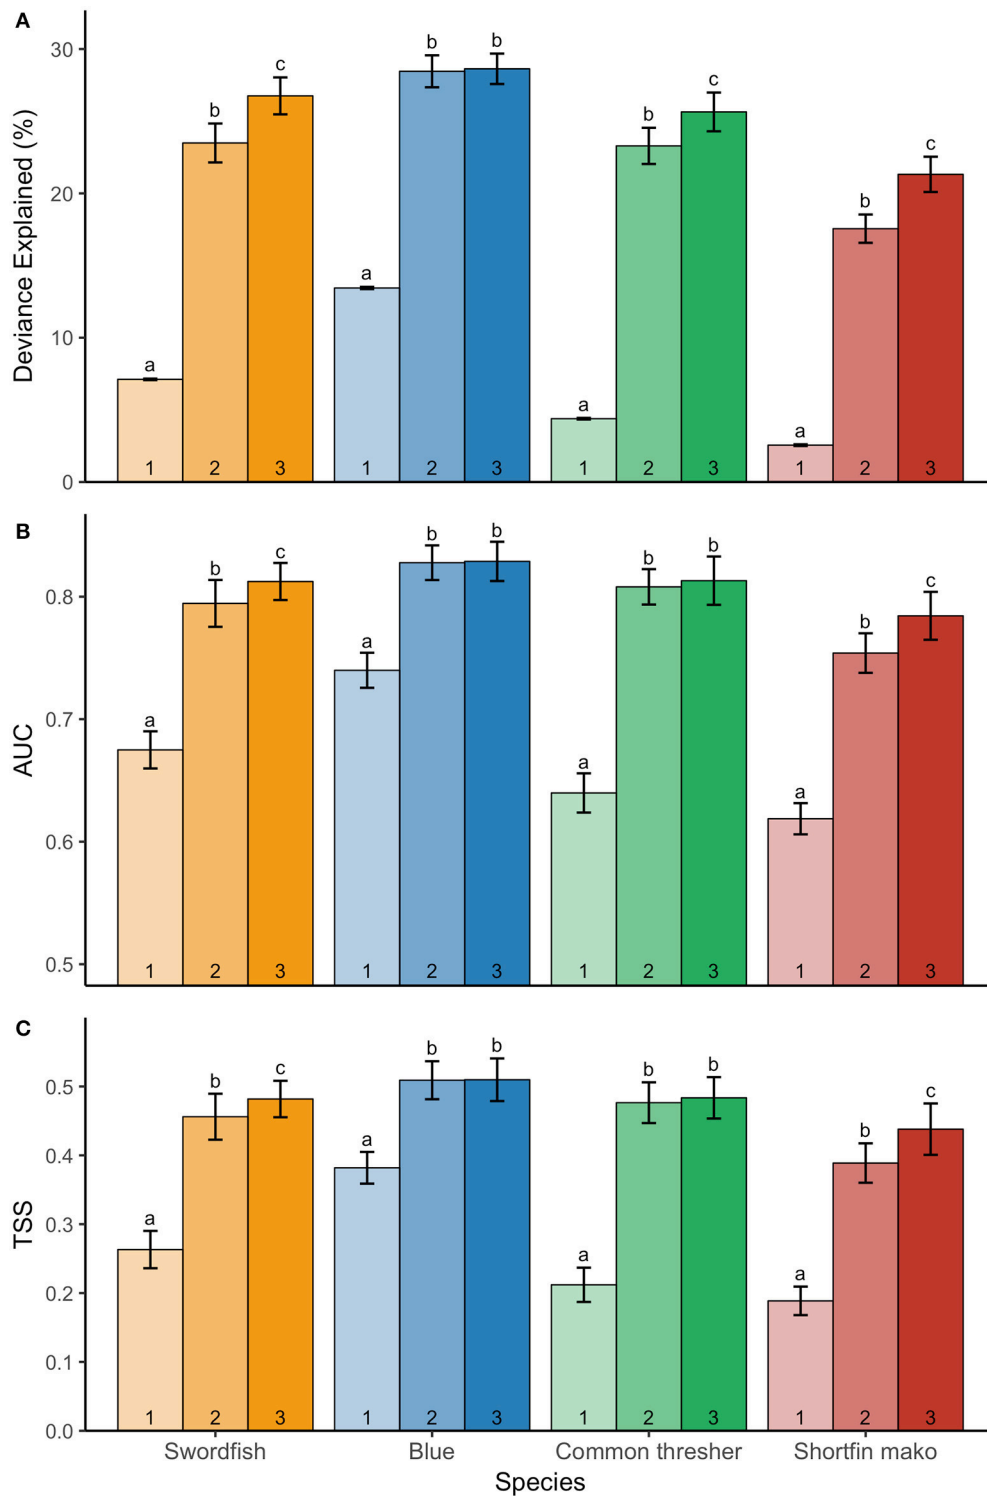 A
Deviance Explained (%)
30
20
10
0
a b c
b b
a
a b c
a b c
1 2 3 1 2 3 1 2 3 1 2 3
B
AUC
0.8
0.7
0.6
0.5
a b c
a b b
a b b
a b c
1 2 3 1 2 3 1 2 3 1 2 3
C
TSS
0.5
0.4
0.3
0.2
0.1
0.0
a b c
a b b
a b b
a b c
1 2 3 1 2 3 1 2 3 1 2 3
Swordfish Blue Common thresher Shortfin mako
Species